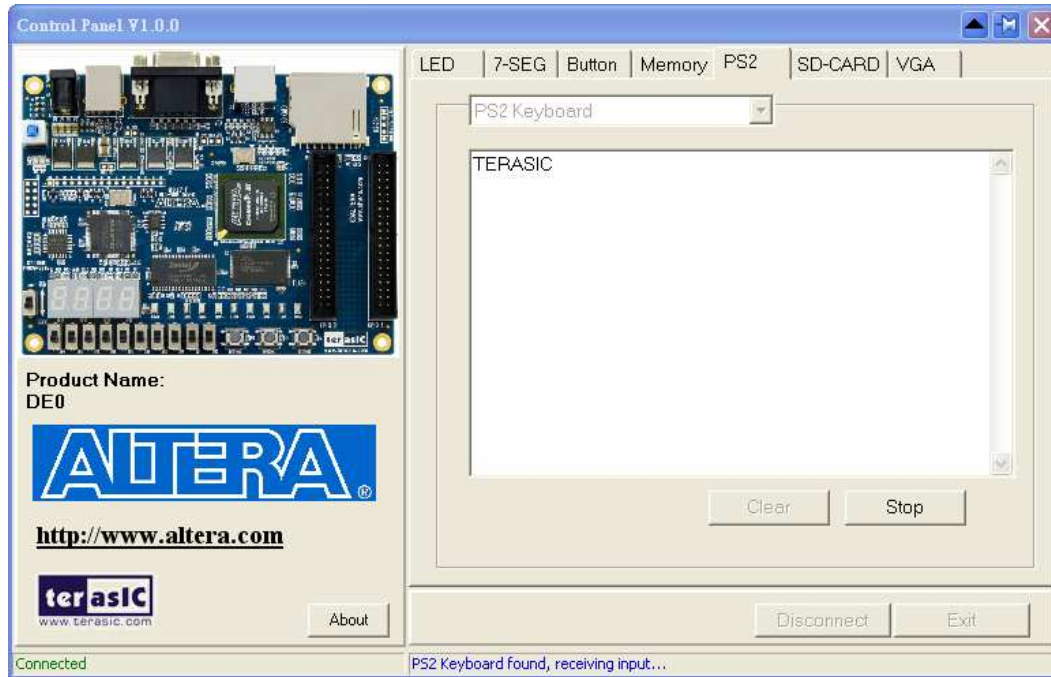 Control Panel V1.0.0
LED 7-SEG Button Memory PS2 SD-CARD VGA
PS2 Keyboard
TERASIC
Product Name:
DE0
ALTERA®
http://www.altera.com
Clear Stop
terasIC
www.terasic.com
About
Disconnect Exit
Connected
PS2 Keyboard found, receiving input...